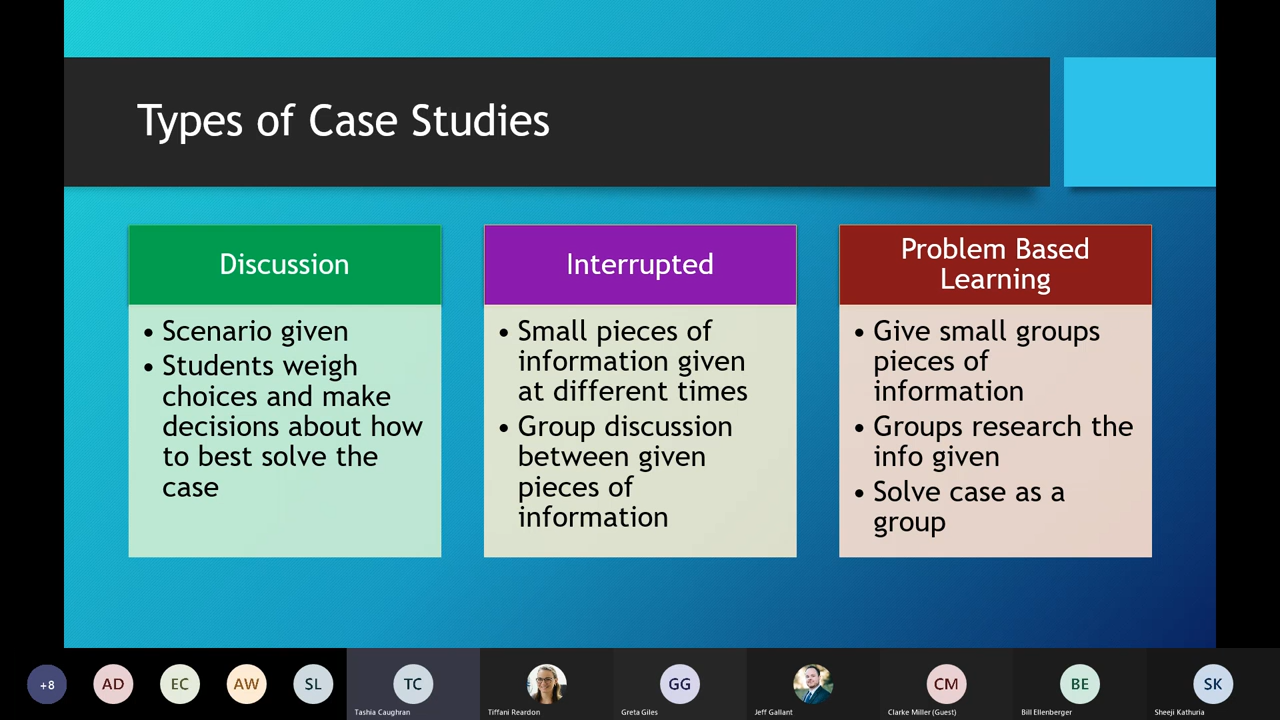 Types of Case Studies
Discussion
• Scenario given
• Students weigh
choices and make
decisions about how
to best solve the
case
Interrupted
• Small pieces of
information given
at different times
• Group discussion
between given
pieces of
information
Problem Based
Learning
• Give small groups
pieces of
information
• Groups research the
info given
• Solve case as a
group
+8
AD
EC
AW
SL
TC
Tashia Caughran
Tiffani Reardon
GG
Greta Giles
Jeff Gallant
CM
Clarke Miller (Guest)
BE
Bill Ellenberger
SK
Sheeji Kathuria